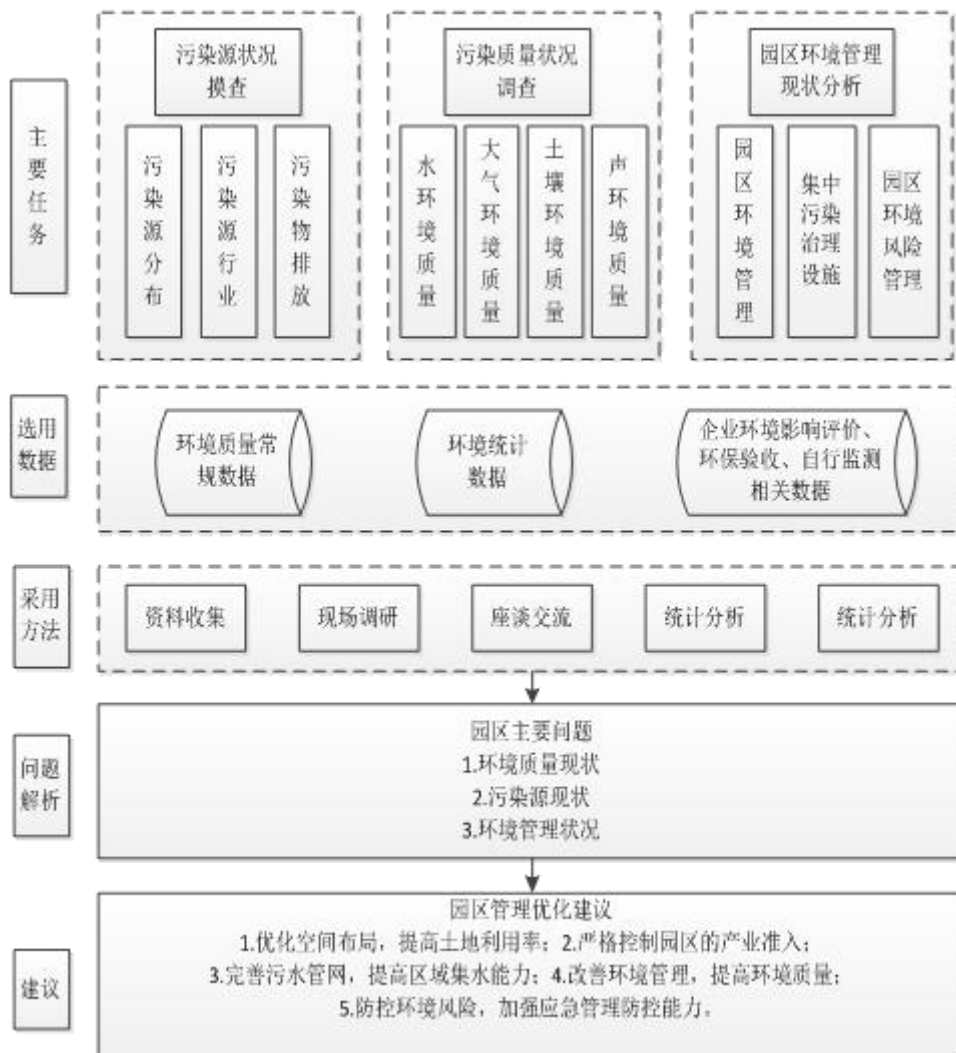 主要任务
污染源状况
摸查
污染源分布
污染源行业
污染物排放
污染质量状况
调查
水环境质量
大气环境质量
土壤环境质量
声环境质量
园区环境管理
现状分析
园区环境管理
集中
污染
治理
设施
园区
环境
风险
管理
选用
数据
环境质量常
规数据
环境统计
数据
企业环境影响评价、
环保验收、自行监测
相关数据
采用
方法
资料收集
现场调研
座谈交流
统计分析
统计分析
问题
解析
园区主要问题
1.环境质量现状
2.污染源现状
3.环境管理状况
建议
园区管理优化建议
1.优化空间布局，提高土地利用率；2.严格控制园区的产业准入；
3.完善污水管网，提高区域集水能力；4.改善环境管理，提高环境质量；
5.防控环境风险，加强应急管理防控能力。